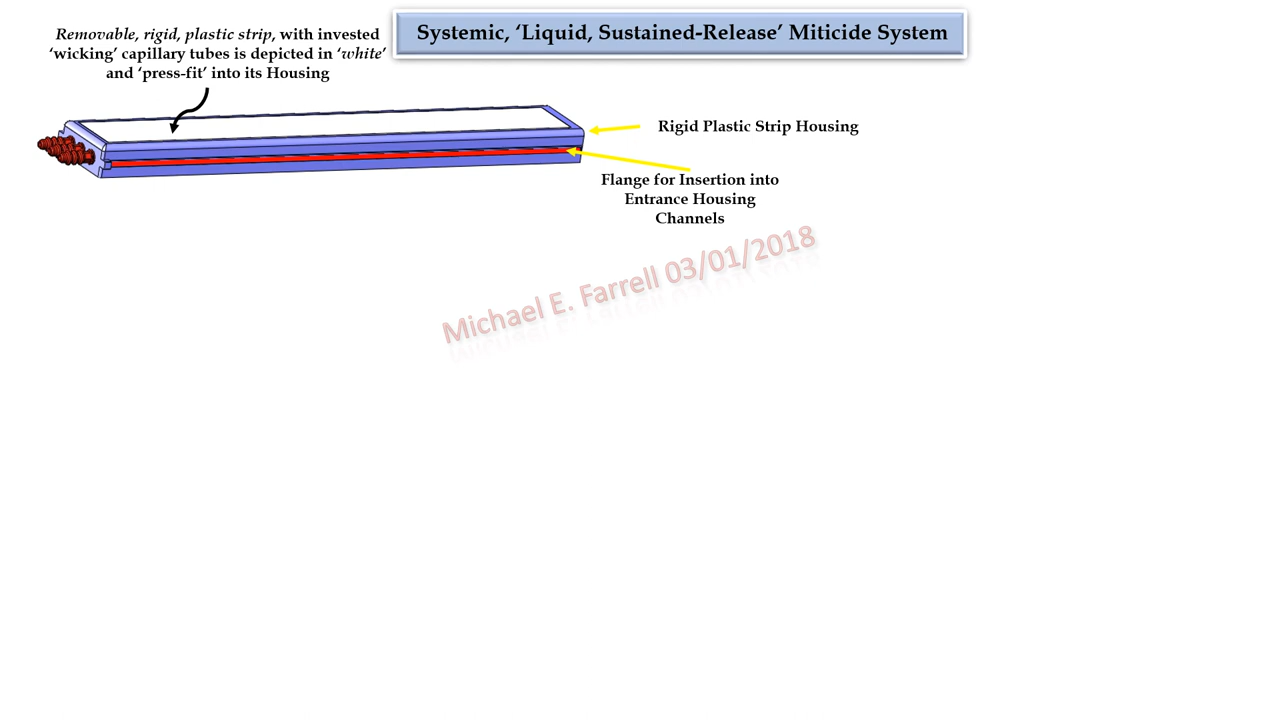 Systemic, ‘Liquid, Sustained-Release’ Miticide System
Removable, rigid, plastic strip, with invested
‘wicking’ capillary tubes is depicted in ‘white’
and ‘press-fit’ into its Housing
Rigid Plastic Strip Housing
Flange for Insertion into
Entrance Housing
Channels
Michael E. Farrell 03/01/2018